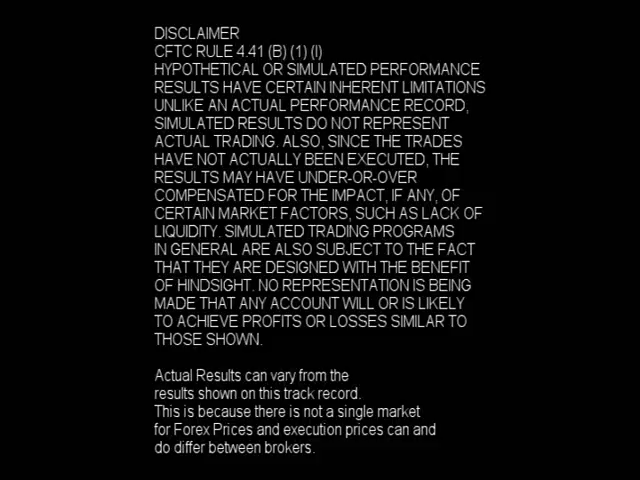 DISCLAIMER
CFTC RULE 4.41 (B) (1) (I)
HYPOTHETICAL OR SIMULATED PERFORMANCE
RESULTS HAVE CERTAIN INHERENT LIMITATIONS
UNLIKE AN ACTUAL PERFORMANCE RECORD,
SIMULATED RESULTS DO NOT REPRESENT
ACTUAL TRADING. ALSO, SINCE THE TRADES
HAVE NOT ACTUALLY BEEN EXECUTED, THE
RESULTS MAY HAVE UNDER-OR-OVER
COMPENSATED FOR THE IMPACT, IF ANY, OF
CERTAIN MARKET FACTORS, SUCH AS LACK OF
LIQUIDITY. SIMULATED TRADING PROGRAMS
IN GENERAL ARE ALSO SUBJECT TO THE FACT
THAT THEY ARE DESIGNED WITH THE BENEFIT
OF HINDSIGHT. NO REPRESENTATION IS BEING
MADE THAT ANY ACCOUNT WILL OR IS LIKELY
TO ACHIEVE PROFITS OR LOSSES SIMILAR TO
THOSE SHOWN.
Actual Results can vary from the
results shown on this track record.
This is because there is not a single market
for Forex Prices and execution prices can and
do differ between brokers.